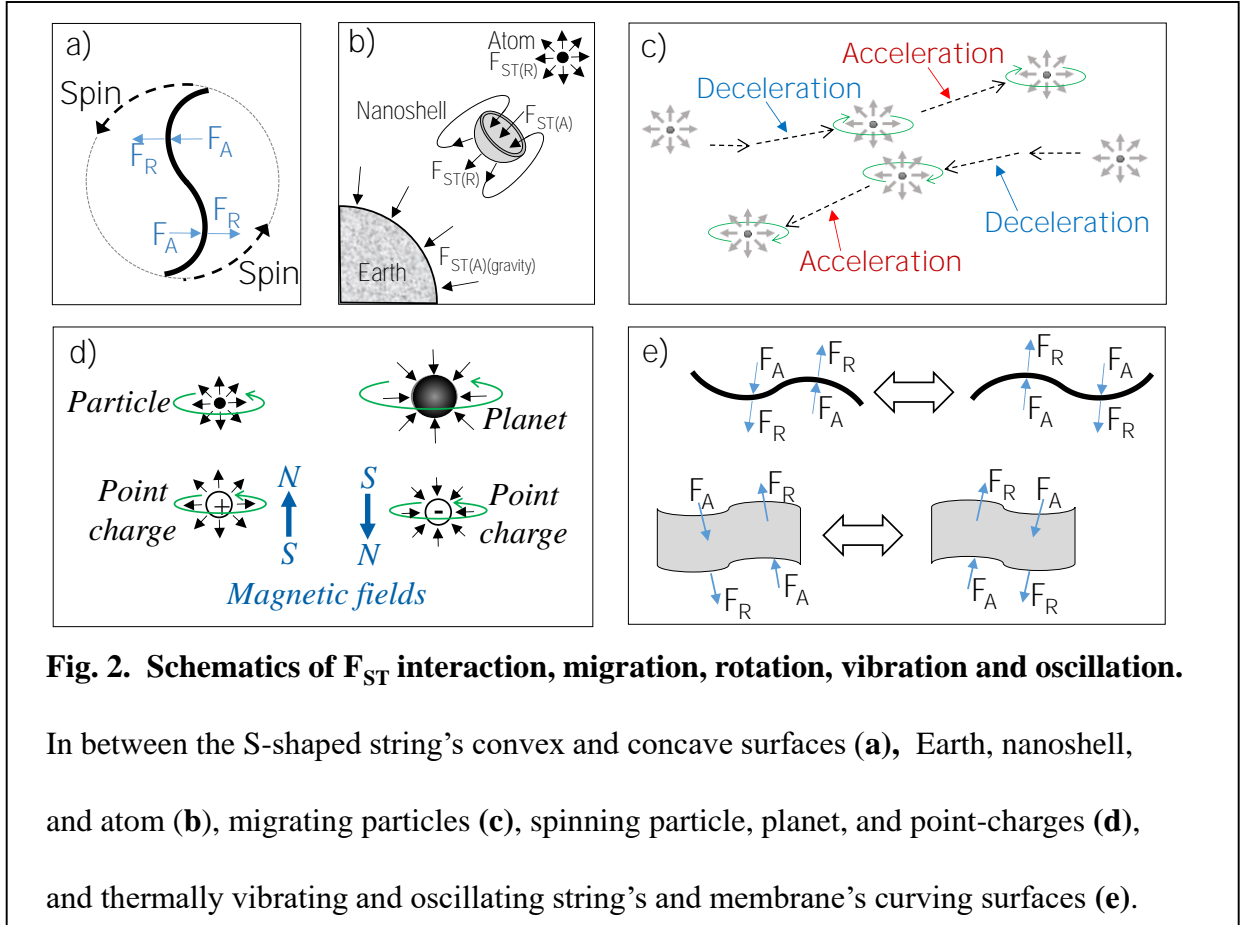 a)
Spin
F_R
F_A
F_A
F_R
Spin
b)
Atom
F_ST(R)
Nanoshell
F_ST(A)
F_ST(R)
F_ST(A)(gravity)
Earth
c)
Acceleration
Deceleration
Deceleration
Acceleration
d)
Particle
Planet
Point
charge
+
N
S
S
N
-
Point
charge
Magnetic fields
e)
F_A
F_R
F_R
F_A
F_R
F_A
F_A
F_R
F_A
F_R
F_R
F_A
F_R
F_A
F_A
F_R
Fig. 2. Schematics of F_ST interaction, migration, rotation, vibration and oscillation.
In between the S-shaped string’s convex and concave surfaces (a), Earth, nanoshell,
and atom (b), migrating particles (c), spinning particle, planet, and point-charges (d),
and thermally vibrating and oscillating string’s and membrane’s curving surfaces (e).